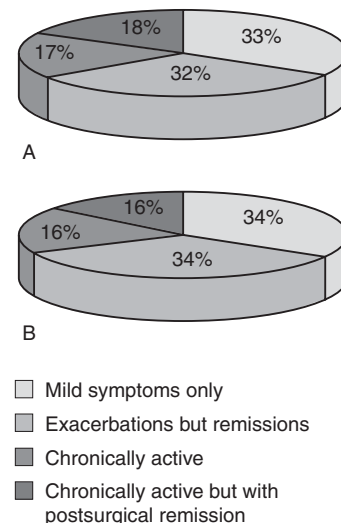 18%
33%
17%
32%
A
16%
34%
16%
34%
B
Mild symptoms only
Exacerbations but remissions
Chronically active
Chronically active but with
postsurgical remission